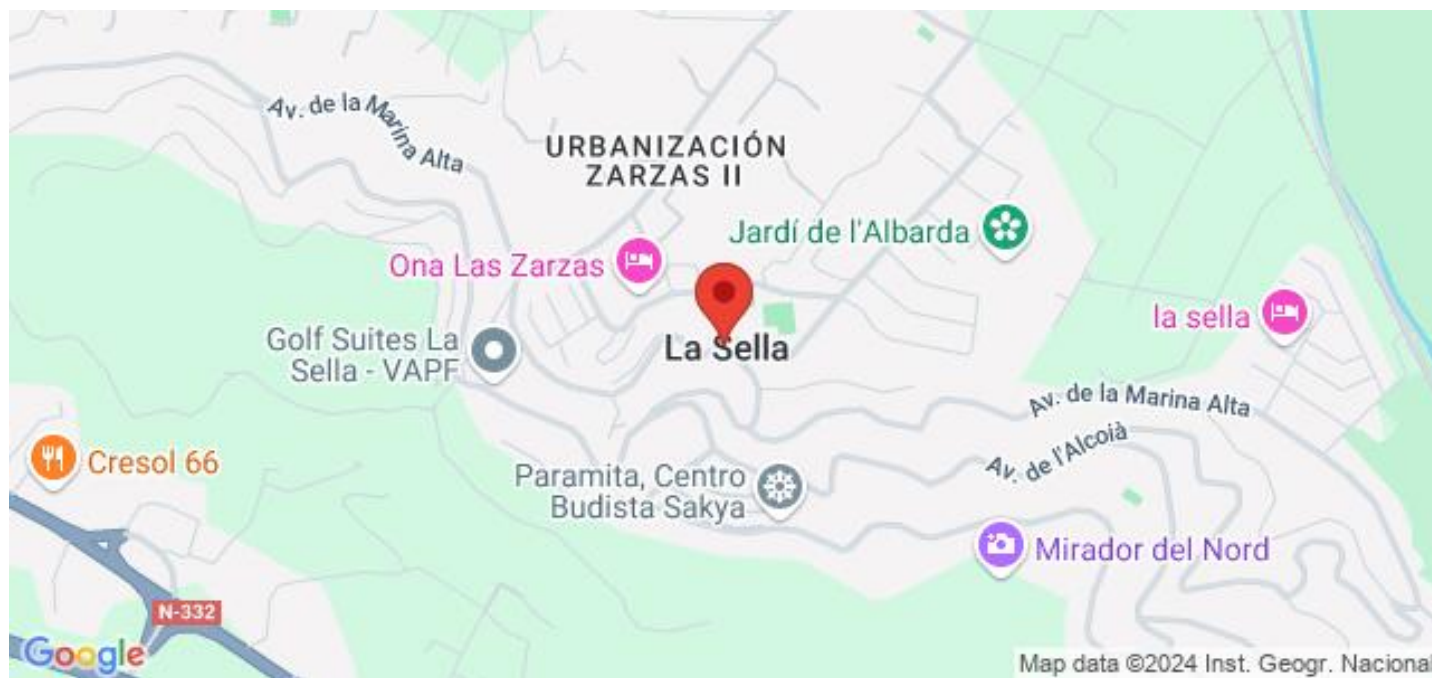 Av. de la Marina Alta
URBANIZACIÓN
ZARZAS II
Jardí de l'Albarda
Ona Las Zarzas
la sella
Golf Suites La
Sella - VAPF
La Sella
Av. de la Marina Alta
Av. de l'Alcoià
Cresol 66
Paramita, Centro
Budista Sakya
Mirador del Nord
N-332
Google
Map data ©2024 Inst. Geogr. Nacional